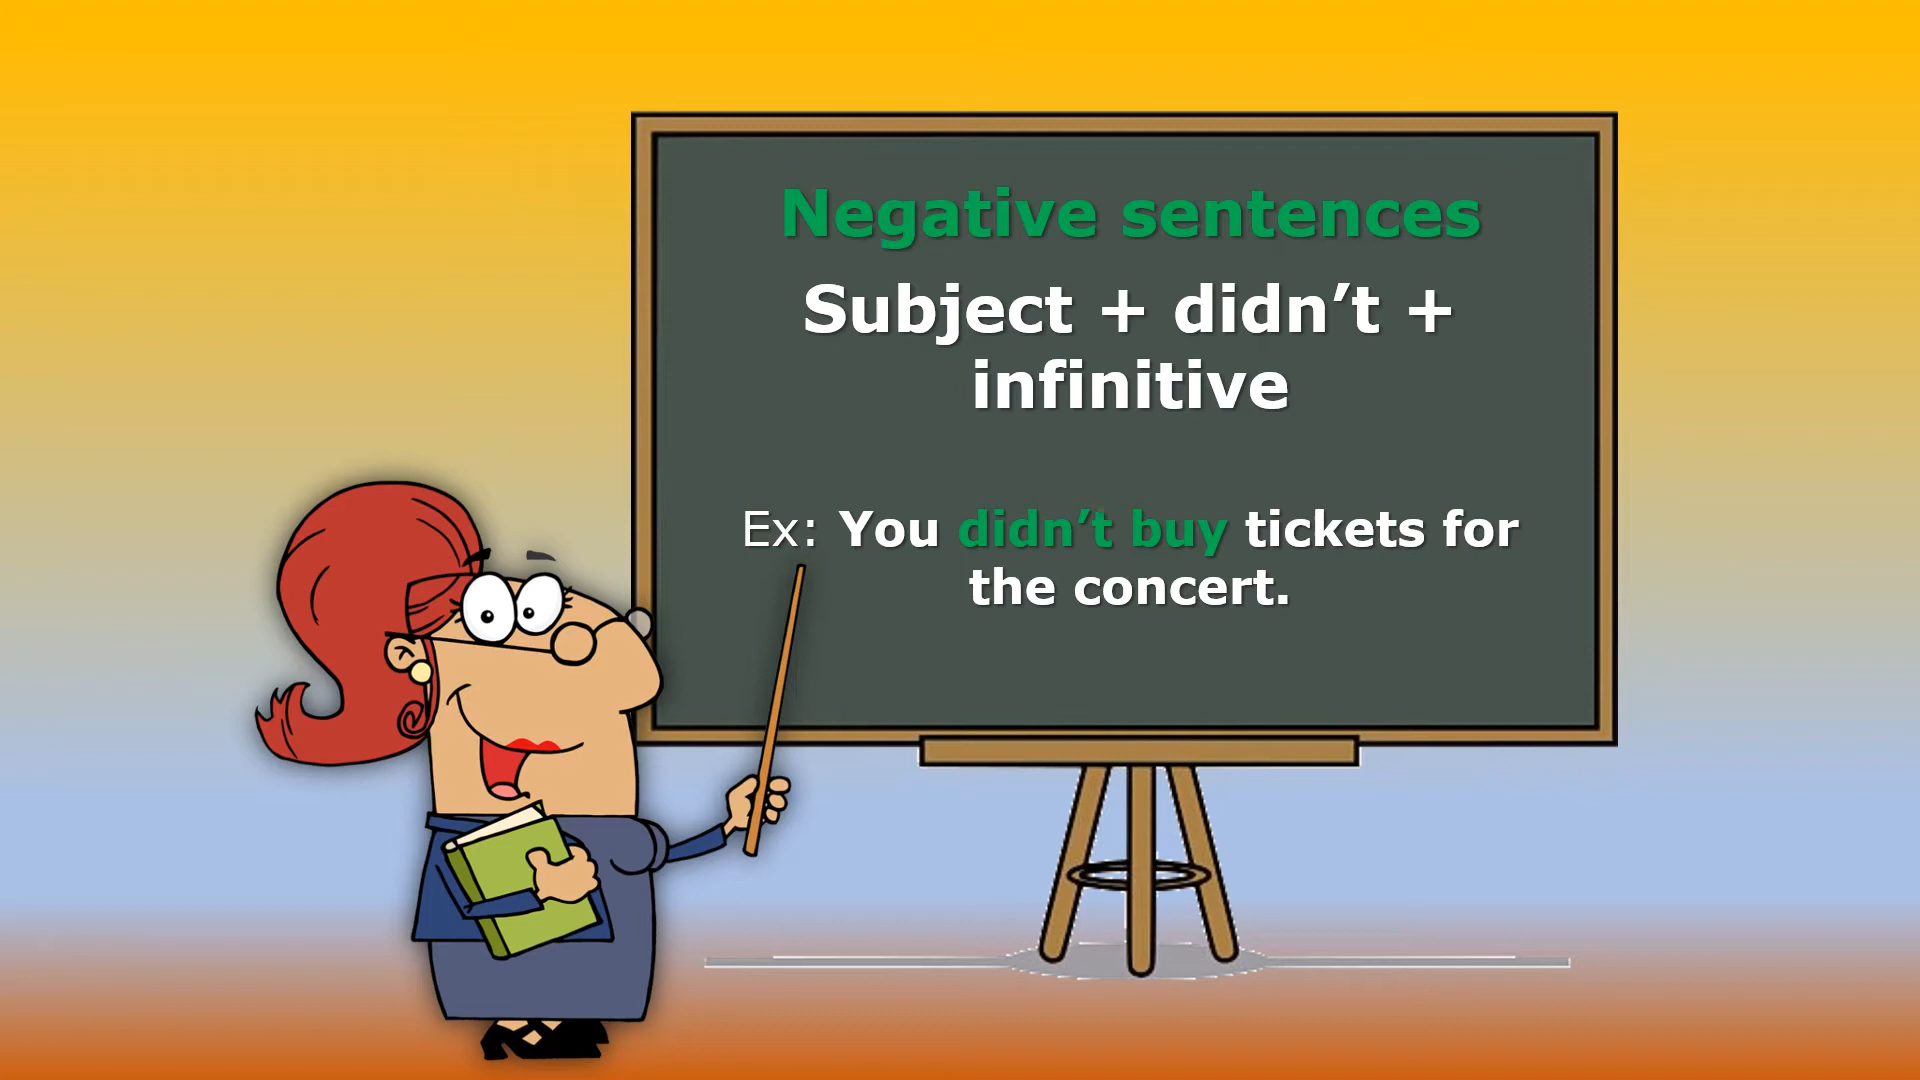 Negative sentences
Subject + didn’t +
infinitive
Ex: You didn’t buy tickets for
the concert.